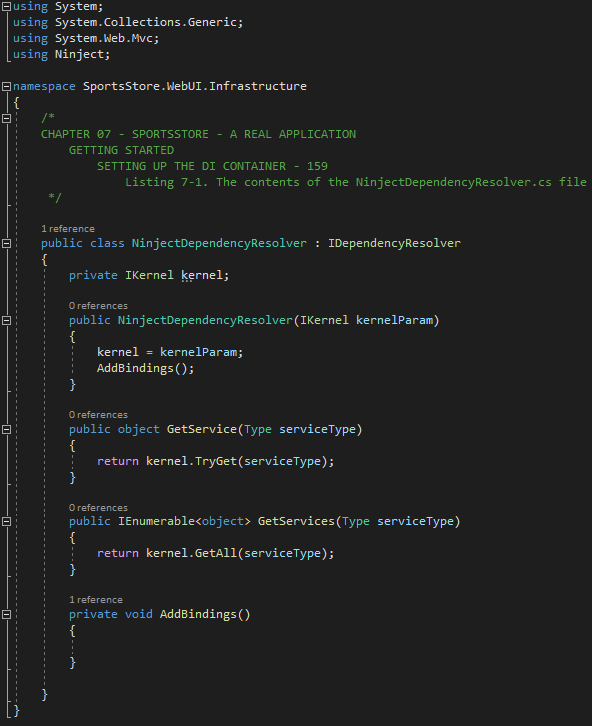 using System;
using System.Collections.Generic;
using System.Web.Mvc;
using Ninject;
namespace SportsStore.WebUI.Infrastructure
{
/*
CHAPTER 07 - SPORTSSTORE - A REAL APPLICATION
GETTING STARTED
SETTING UP THE DI CONTAINER - 159
Listing 7-1. The contents of the NinjectDependencyResolver.cs file
*/
1 reference
public class NinjectDependencyResolver : IDependencyResolver
{
private IKernel kernel;
0 references
public NinjectDependencyResolver(IKernel kernelParam)
{
kernel = kernelParam;
AddBindings();
}
0 references
public object GetService(Type serviceType)
{
return kernel.TryGet(serviceType);
}
0 references
public IEnumerable<object> GetServices(Type serviceType)
{
return kernel.GetAll(serviceType);
}
1 reference
private void AddBindings()
{
}
}
}